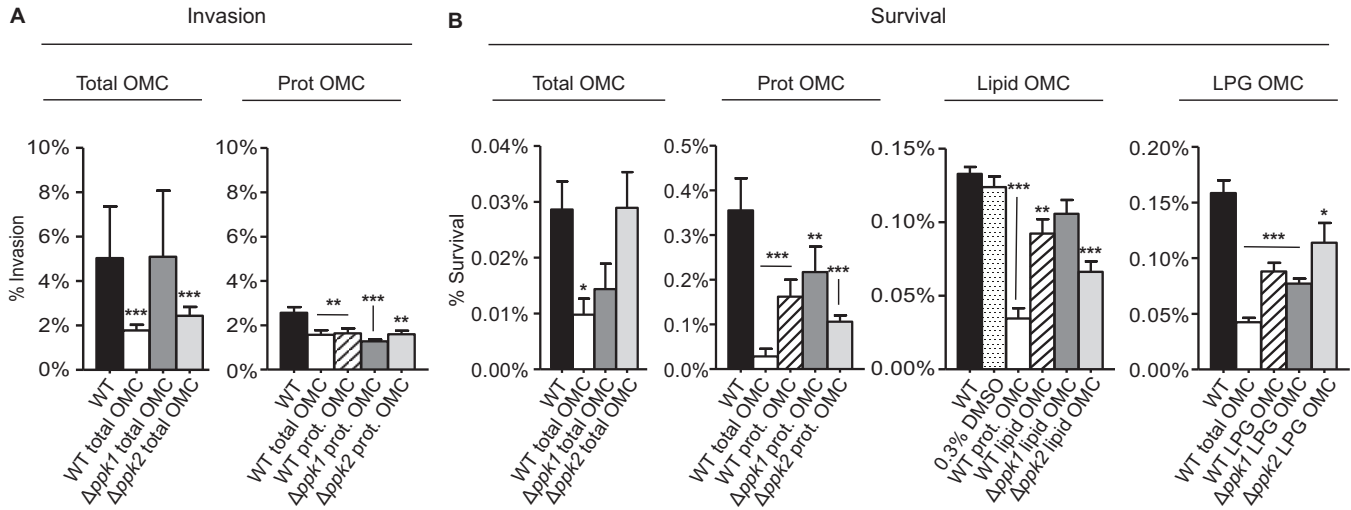 A
Invasion
B
Survival
Total OMC
Prot OMC
Total OMC
Prot OMC
Lipid OMC
LPG OMC
% Invasion
10%
8%
6%
4%
2%
0%
***
***
WT
WT total OMC
Δppk1 total OMC
Δppk2 total OMC
10%
8%
6%
4%
2%
0%
**
***
**
WT
WT total OMC
WT prot. OMC
Δppk1 prot. OMC
Δppk2 prot. OMC
% Survival
0.04%
0.03%
0.02%
0.01%
0.00%
*
WT
WT total OMC
Δppk1 total OMC
Δppk2 total OMC
0.5%
0.4%
0.3%
0.2%
0.1%
0.0%
***
**
***
WT
WT total OMC
WT prot. OMC
Δppk1 prot. OMC
Δppk2 prot. OMC
0.15%
0.10%
0.05%
0.00%
***
**
***
WT
0.3% DMSO
WT prot. OMC
WT lipid OMC
Δppk1 lipid OMC
Δppk2 lipid OMC
0.20%
0.15%
0.10%
0.05%
0.00%
***
*
WT
WT total OMC
WT LPG OMC
Δppk1 LPG OMC
Δppk2 LPG OMC